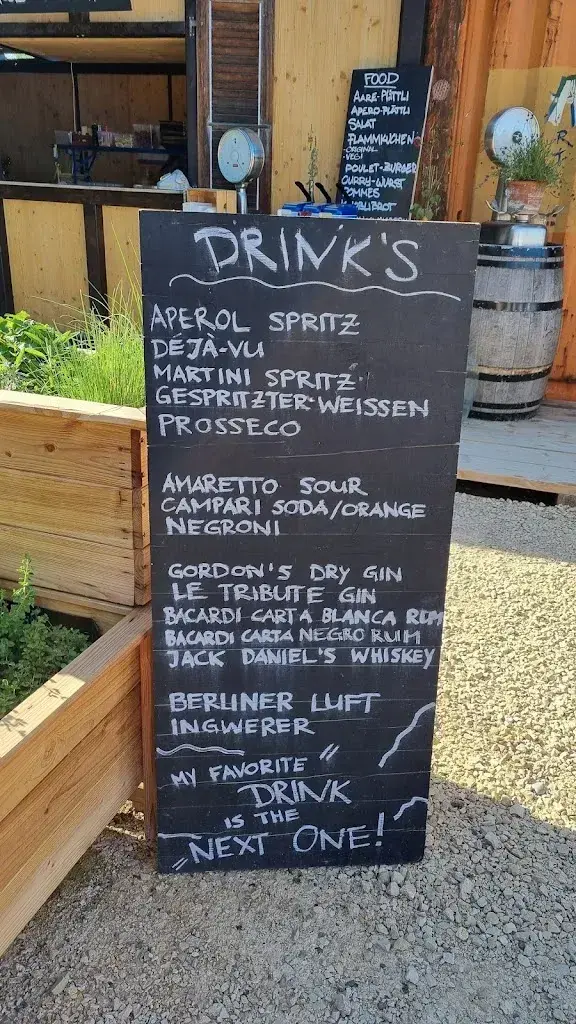 FOOD
AARE-PLÄTTLI
APERO-PLÄTTLI
SALAT
FLAMMKUCHEN
-ORIGINAL
-VEGI
POULET-BURGER
CURRY-WURST
POMMES
DRINK'S
APEROL SPRITZ
DÉJÀ-VU
MARTINI SPRITZ
GESPRITZTER-WEISSEN
PROSSECO
AMARETTO SOUR
CAMPARI SODA/ORANGE
NEGRONI
GORDON'S DRY GIN
LE TRIBUTE GIN
BACARDI CARTA BLANCA RUM
BACARDI CARTA NEGRO RUM
JACK DANIEL'S WHISKEY
BERLINER LUFT
INGWERER
MY FAVORITE
DRINK
IS THE
NEXT ONE!